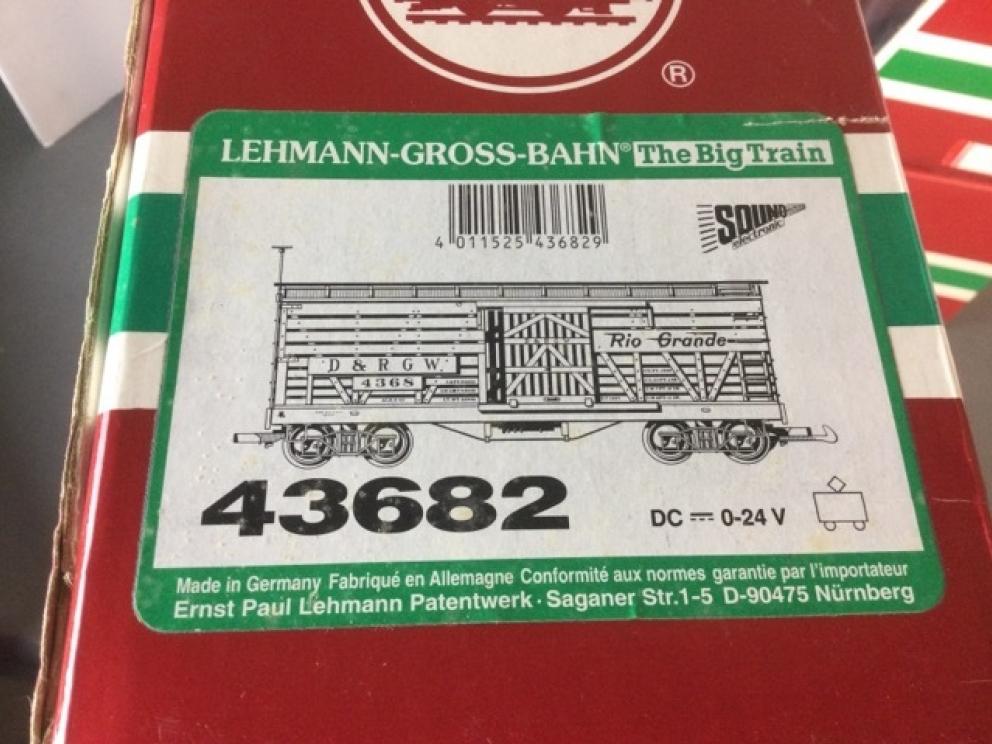 ®
LEHMANN-GROSS-BAHN® The Big Train
4 011525 436829
SOUND
electronic
Rio Grande
D & R G W.
4368
43682
DC 0-24 V
Made in Germany Fabriqué en Allemagne Conformité aux normes garantie par l'importateur
Ernst Paul Lehmann Patentwerk · Saganer Str.1-5 D-90475 Nürnberg